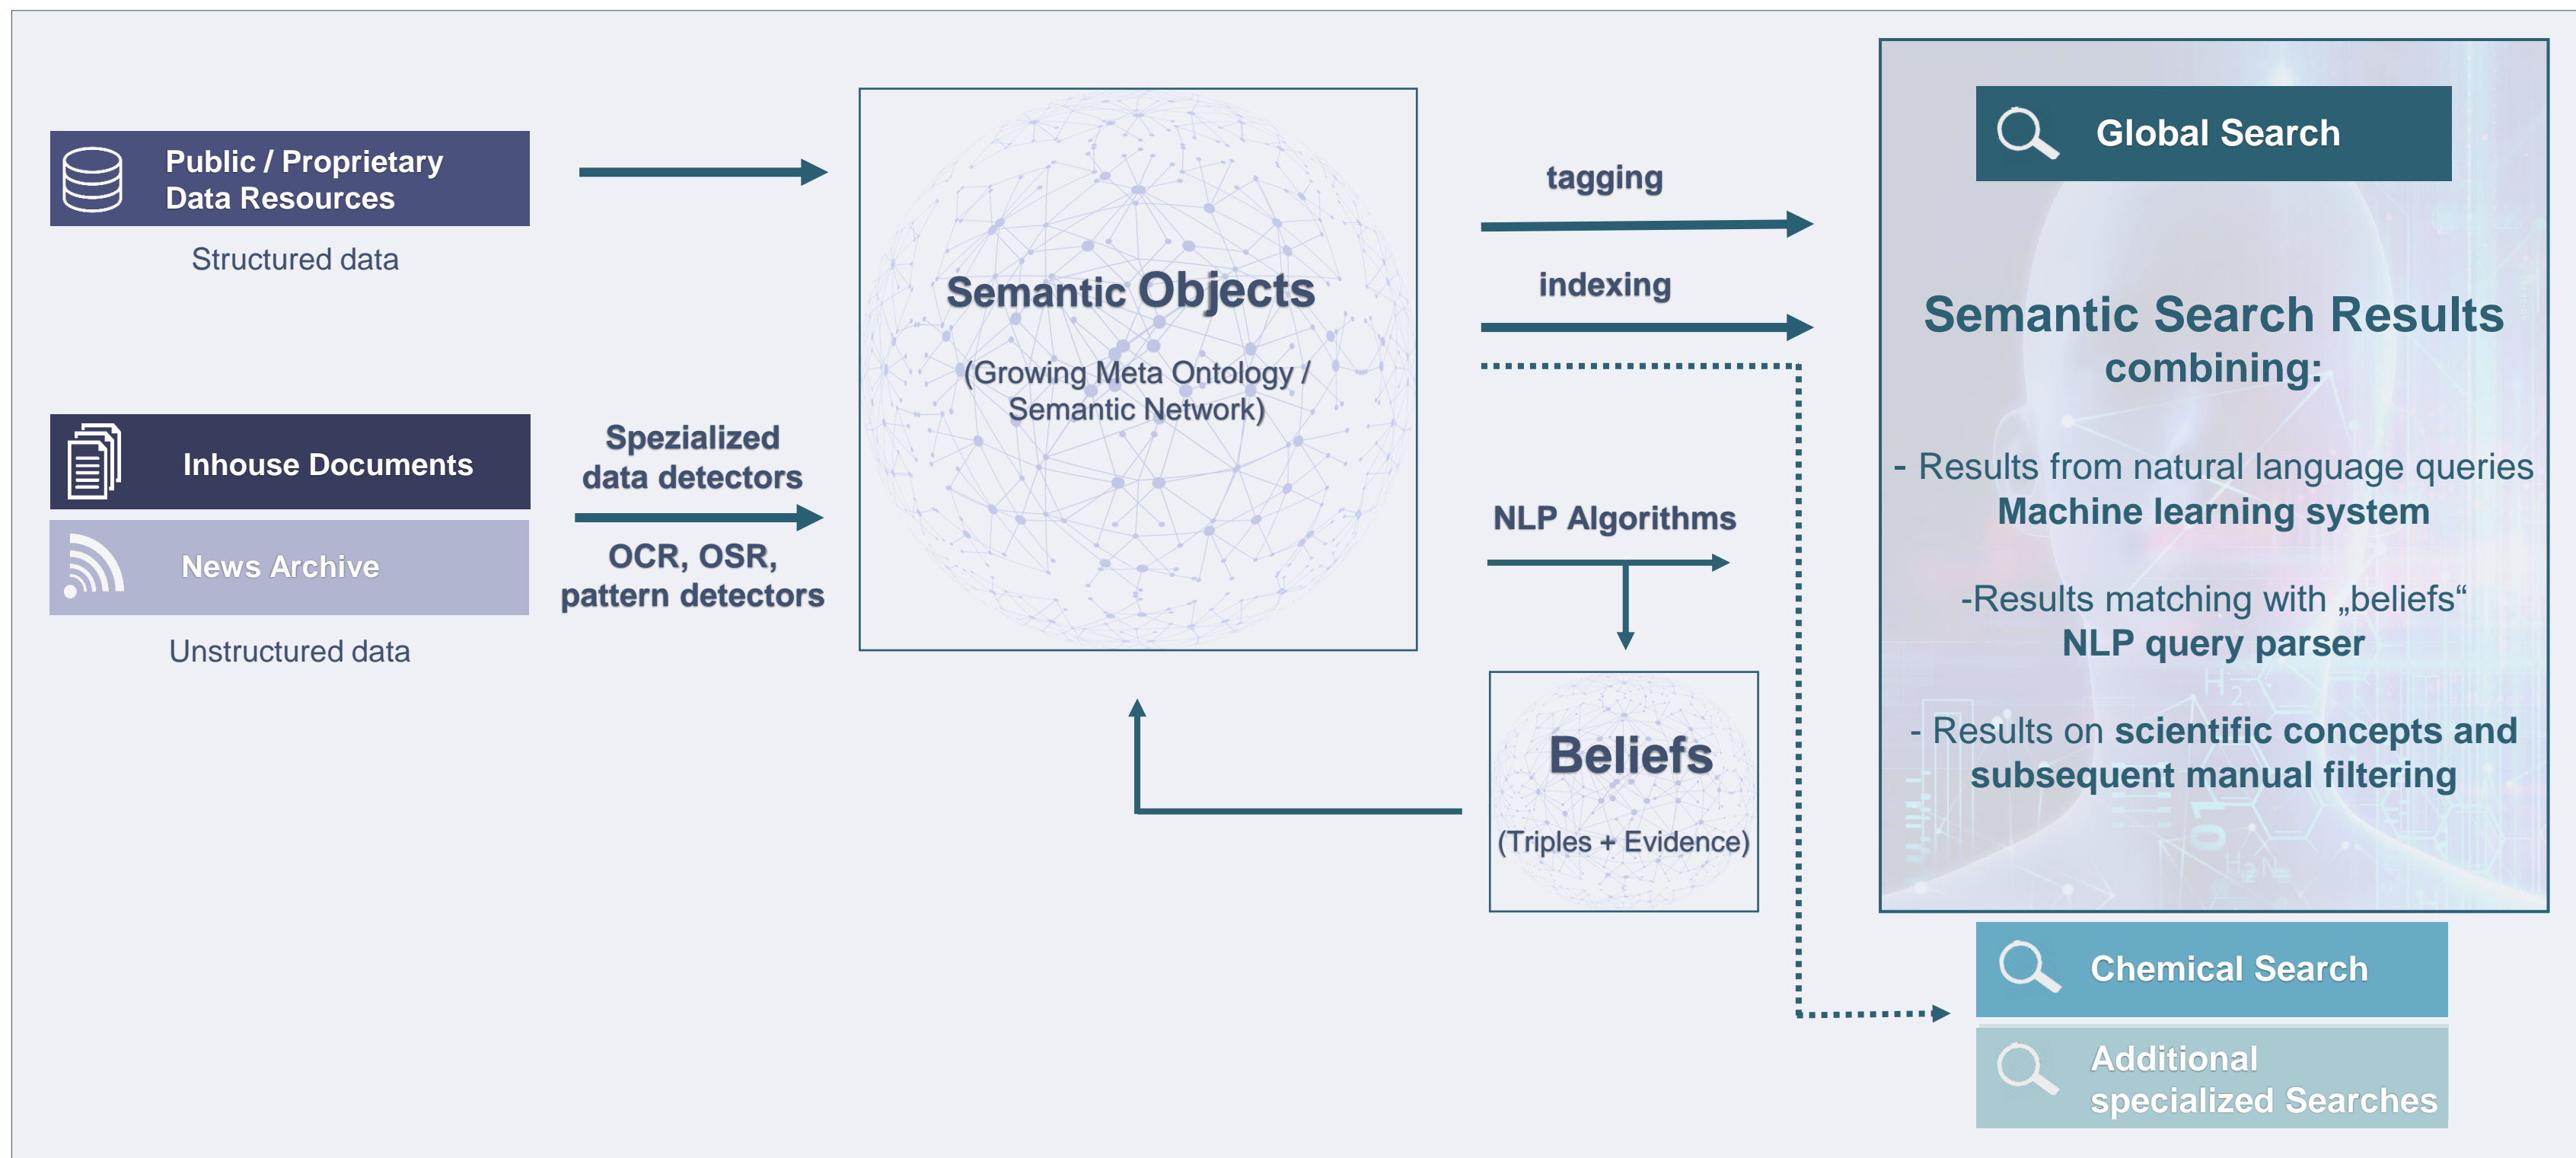 Public / Proprietary
Data Resources
Structured data
Inhouse Documents
News Archive
Unstructured data
Spezialized
data detectors
OCR, OSR,
pattern detectors
Semantic Objects
(Growing Meta Ontology /
Semantic Network)
tagging
indexing
NLP Algorithms
Beliefs
(Triples + Evidence)
Global Search
Semantic Search Results
combining:
- Results from natural language queries
Machine learning system
-Results matching with „beliefs“
NLP query parser
- Results on scientific concepts and
subsequent manual filtering
H2
01
H2N
Chemical Search
Additional
specialized Searches